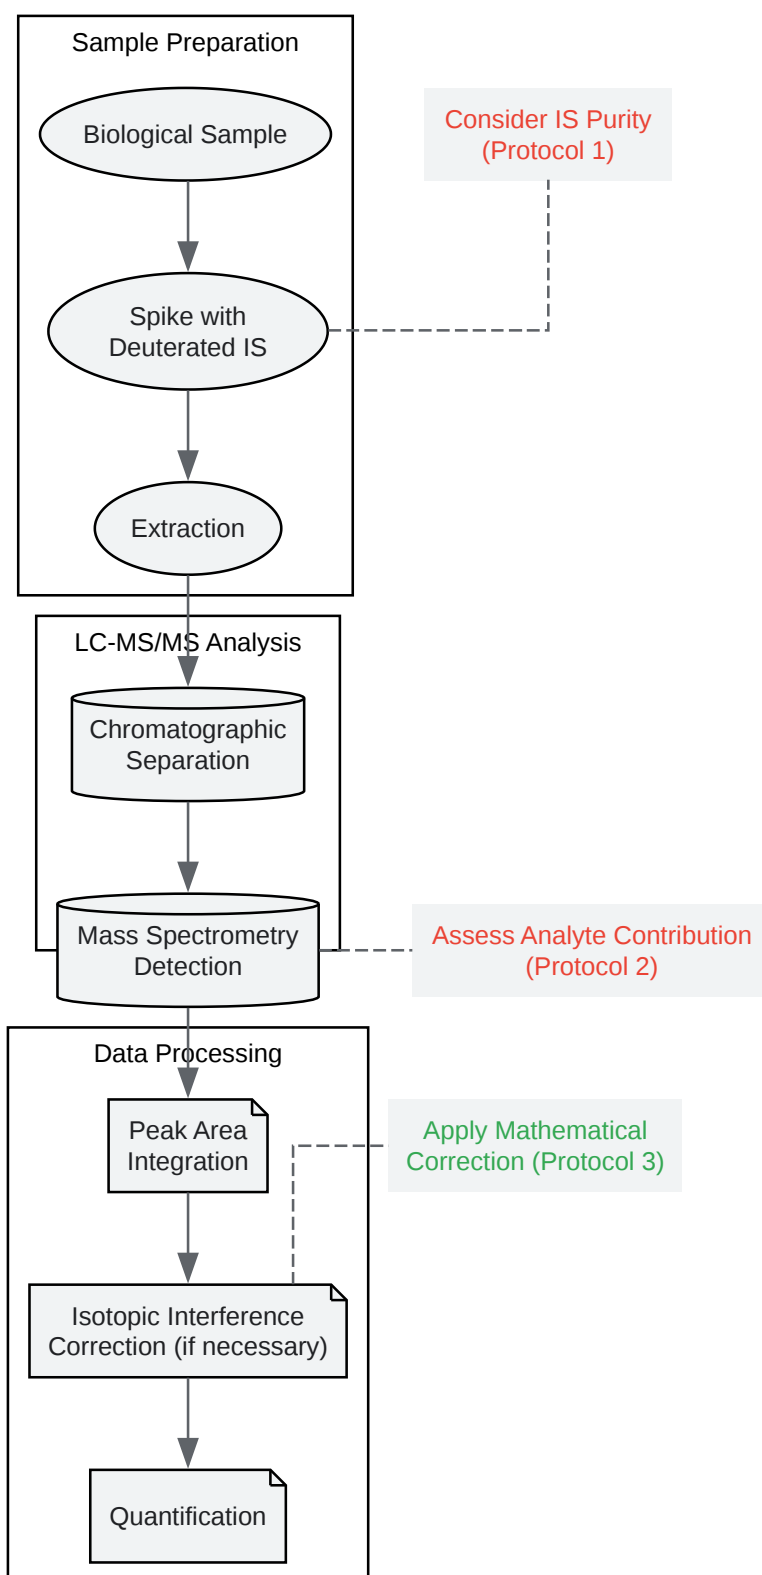 Sample Preparation
Biological Sample
Consider IS Purity
(Protocol 1)
Spike with
Deuterated IS
Extraction
LC-MS/MS Analysis
Chromatographic
Separation
Mass Spectrometry
Detection
Assess Analyte Contribution
(Protocol 2)
Data Processing
Peak Area
Integration
Apply Mathematical
Correction (Protocol 3)
Isotopic Interference
Correction (if necessary)
Quantification